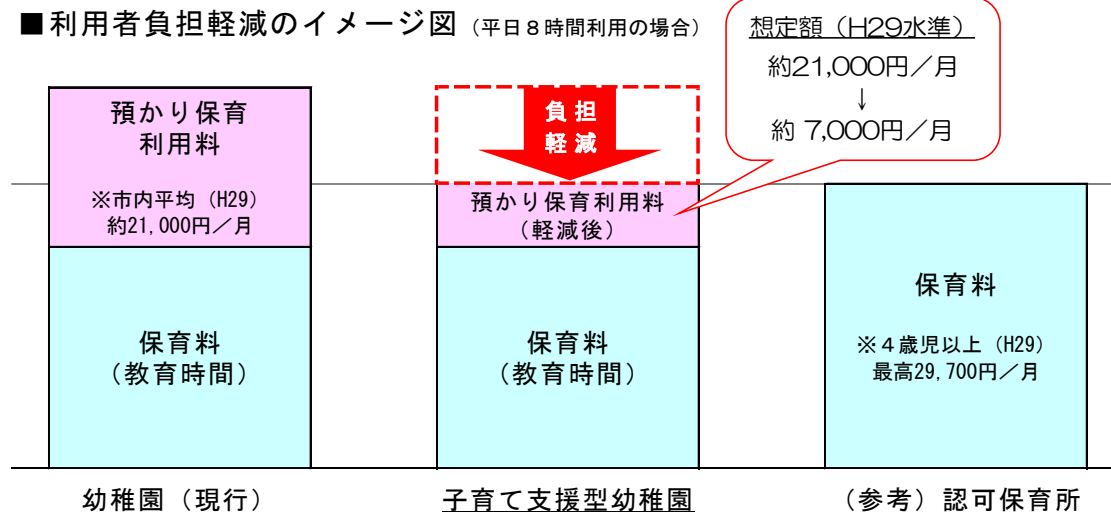 ■利用者負担軽減のイメージ図（平日８時間利用の場合）
想定額（H29水準）
約21,000円／月
↓
約 7,000円／月
預かり保育
利用料
※市内平均（H29）
約21,000円／月
保育料
（教育時間）
負担
軽減
預かり保育利用料
（軽減後）
保育料
（教育時間）
保育料
※４歳児以上（H29）
最高29,700円／月
幼稚園（現行）
子育て支援型幼稚園
（参考）認可保育所